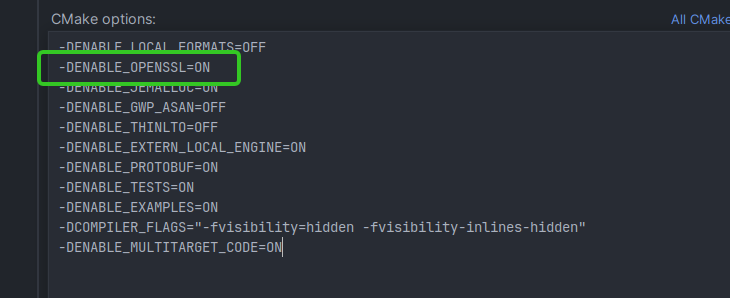 CMake options:
All CMake
-DENABLE_LOCAL_FORMATS=OFF
-DENABLE_OPENSSL=ON
-DENABLE_JEMALLOC=ON
-DENABLE_GWP_ASAN=OFF
-DENABLE_THINLTO=OFF
-DENABLE_EXTERN_LOCAL_ENGINE=ON
-DENABLE_PROTOBUF=ON
-DENABLE_TESTS=ON
-DENABLE_EXAMPLES=ON
-DCOMPILER_FLAGS="-fvisibility=hidden -fvisibility-inlines-hidden"
-DENABLE_MULTITARGET_CODE=ON